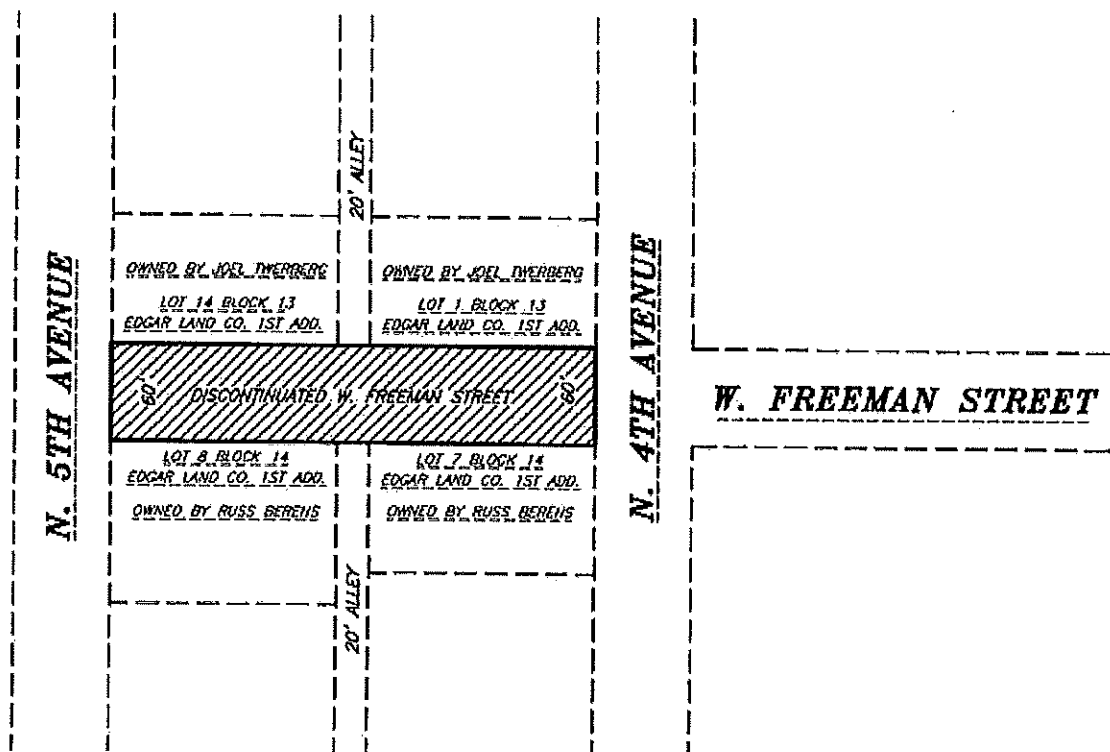 20' ALLEY
N. 5TH AVENUE
OWNED BY JOEL TWERBERG
LOT 14 BLOCK 13
EDGAR LAND CO. 1ST ADD.
OWNED BY JOEL TWERBERG
LOT 1 BLOCK 13
EDGAR LAND CO. 1ST ADD.
N. 4TH AVENUE
60'
DISCONTINUATED W. FREEMAN STREET
60'
W. FREEMAN STREET
LOT 8 BLOCK 14
EDGAR LAND CO. 1ST ADD.
OWNED BY RUSS BERENS
LOT 7 BLOCK 14
EDGAR LAND CO. 1ST ADD.
OWNED BY RUSS BERENS
20' ALLEY